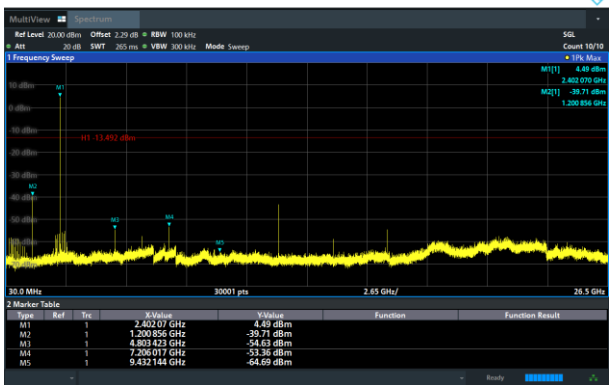 MultiView Spectrum
Ref Level 20.00 dBm Offset 2.29 dB RBW 100 kHz SGL
Att 20 dB SWT 265 ms VBW 300 kHz Mode Sweep Count 10/10
1 Frequency Sweep 1Pk Max
M1[1] 4.49 dBm
2.402 070 GHz
M2[1] -39.71 dBm
1.200 856 GHz
10 dBm
M1
0 dBm
-10 dBm
H1 -13.492 dBm
-20 dBm
-30 dBm
M2
-40 dBm
-50 dBm
M3
M4
M5
30.0 MHz 30001 pts 2.65 GHz/ 26.5 GHz
2 Marker Table
Type Ref Trc X-Value Y-Value Function Function Result
M1 1 2.402 07 GHz 4.49 dBm
M2 1 1.200 856 GHz -39.71 dBm
M3 1 4.803 423 GHz -54.63 dBm
M4 1 7.206 017 GHz -53.36 dBm
M5 1 9.432 144 GHz -64.69 dBm
Ready